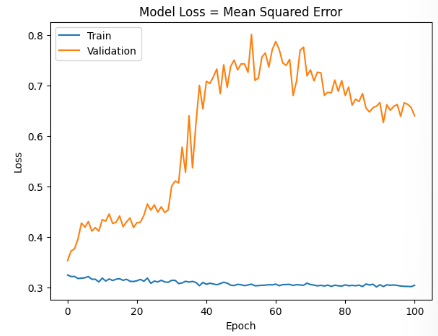 Model Loss = Mean Squared Error
Train
Validation
Loss
0.8
0.7
0.6
0.5
0.4
0.3
0 20 40 60 80 100
Epoch